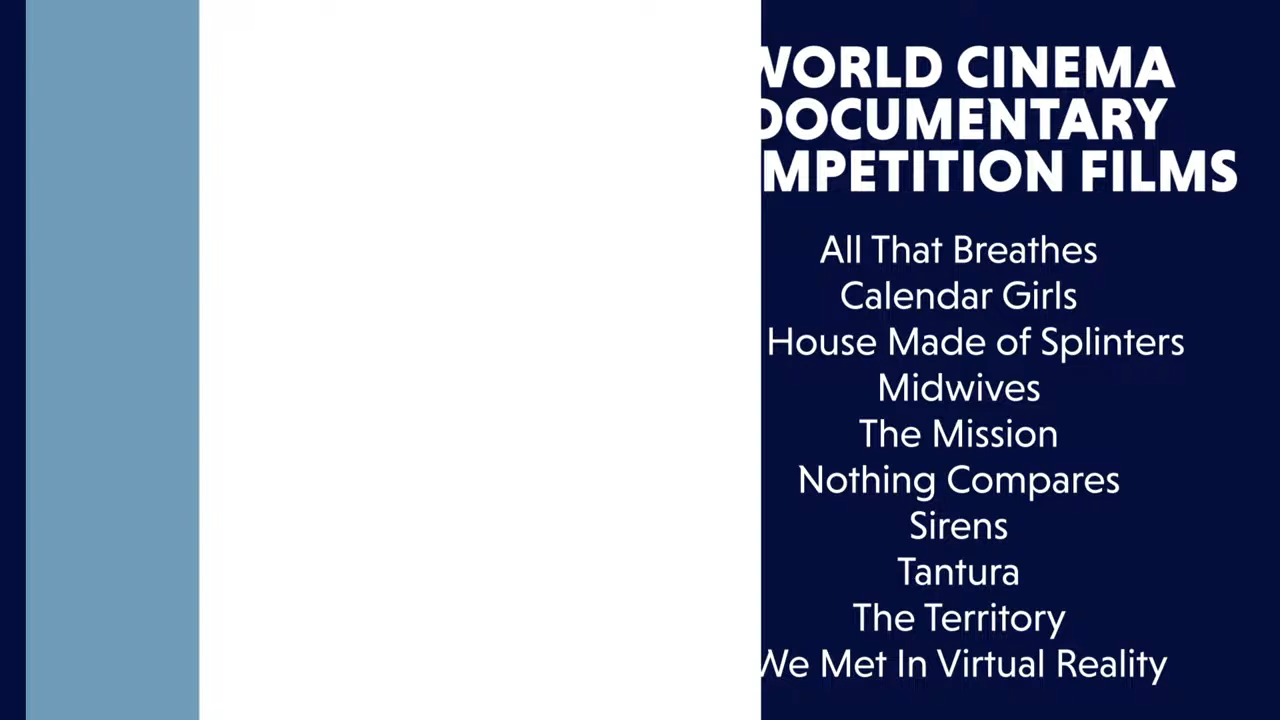 WORLD CINEMA
DOCUMENTARY
MPETITION FILMS
All That Breathes
Calendar Girls
House Made of Splinters
Midwives
The Mission
Nothing Compares
Sirens
Tantura
The Territory
We Met In Virtual Reality